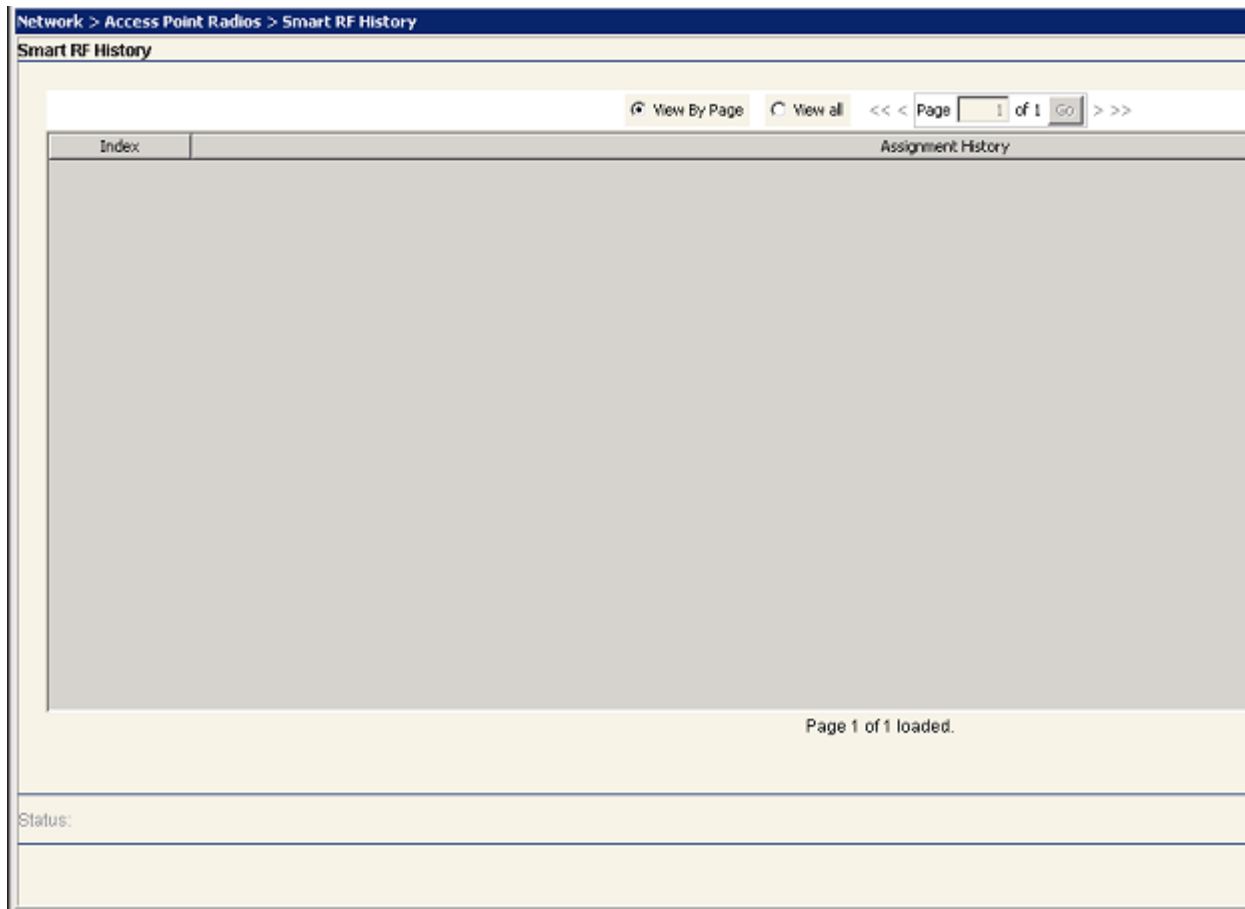 Network > Access Point Radios > Smart RF History
Smart RF History
View By Page View all << < Page 1 of 1 Go > >>
Index Assignment History
Page 1 of 1 loaded.
Status: